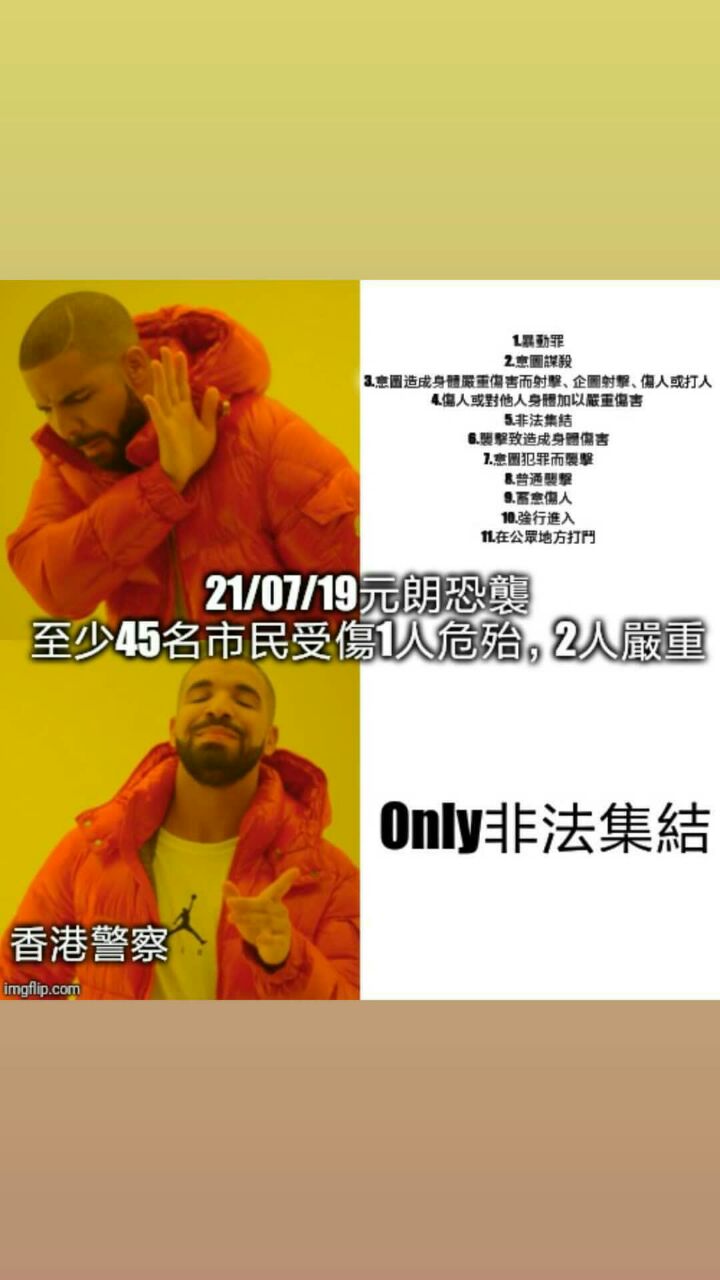 1.暴動罪
2.意圖謀殺
3.意圖造成身體嚴重傷害而射擊、企圖射擊、傷人或打人
4.傷人或對他人身體加以嚴重傷害
5.非法集結
6.襲擊致造成身體傷害
7.意圖犯罪而襲擊
8.普通襲擊
9.蓄意傷人
10.強行進入
11.在公眾地方打鬥
21/07/19元朗恐襲
至少45名市民受傷1人危殆，2人嚴重
Only非法集結
香港警察
imgflip.com